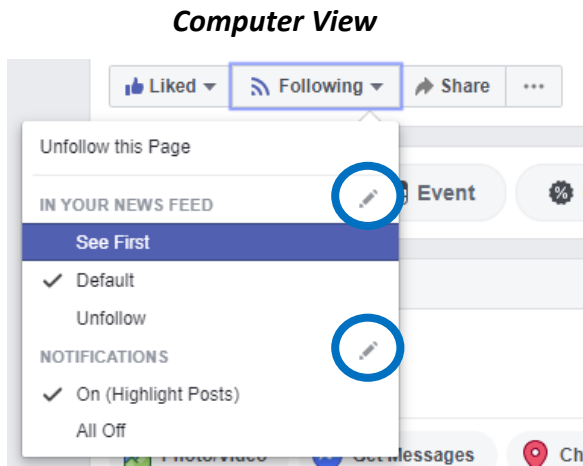 Computer View
Liked Following Share ...
Unfollow this Page
IN YOUR NEWS FEED
Event
See First
Default
Unfollow
NOTIFICATIONS
On (Highlight Posts)
All Off
Photo/Video Get Messages Ch